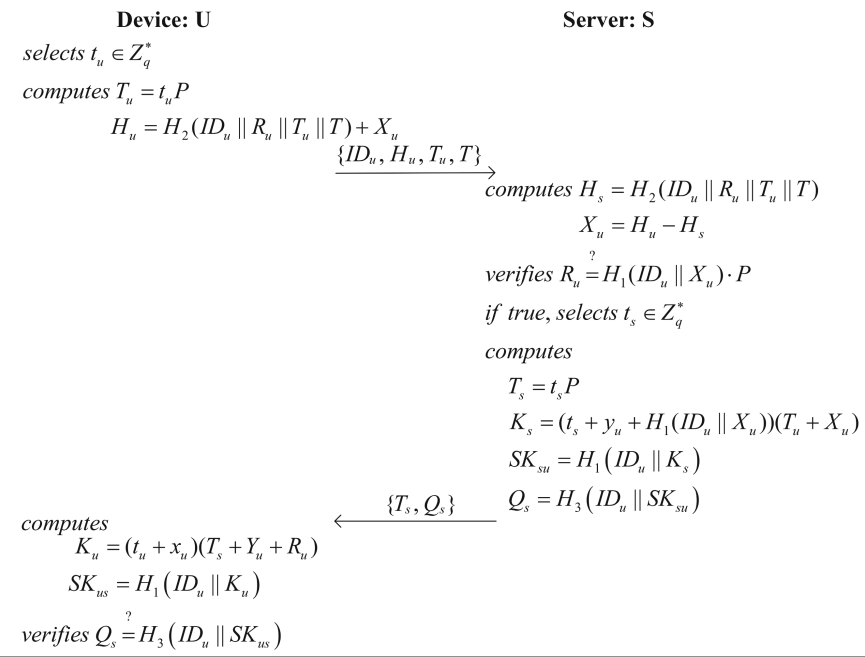 Device: U
selects t_u ∈ Z_q^*
computes T_u = t_u P
H_u = H_2(ID_u || R_u || T_u || T) + X_u
{ID_u, H_u, T_u, T}
Server: S
computes H_s = H_2(ID_u || R_u || T_u || T)
X_u = H_u − H_s
verifies R_u ≟ H_1(ID_u || X_u) · P
if true, selects t_s ∈ Z_q^*
computes
T_s = t_s P
K_s = (t_s + y_u + H_1(ID_u || X_u))(T_u + X_u)
SK_su = H_1(ID_u || K_s)
Q_s = H_3(ID_u || SK_su)
{T_s, Q_s}
computes
K_u = (t_u + x_u)(T_s + Y_u + R_u)
SK_us = H_1(ID_u || K_u)
verifies Q_s ≟ H_3(ID_u || SK_us)